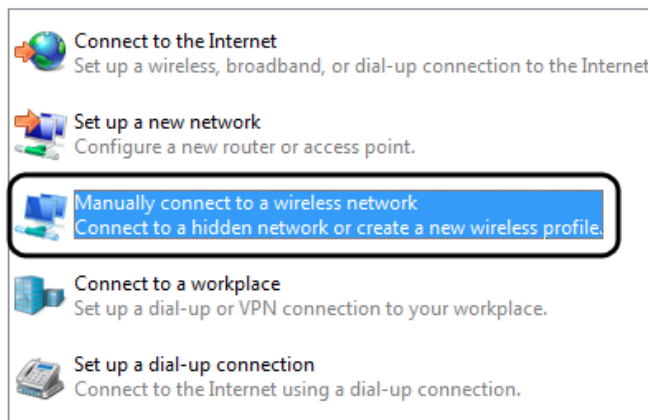 Connect to the Internet
Set up a wireless, broadband, or dial-up connection to the Internet
Set up a new network
Configure a new router or access point.
Manually connect to a wireless network
Connect to a hidden network or create a new wireless profile.
Connect to a workplace
Set up a dial-up or VPN connection to your workplace.
Set up a dial-up connection
Connect to the Internet using a dial-up connection.